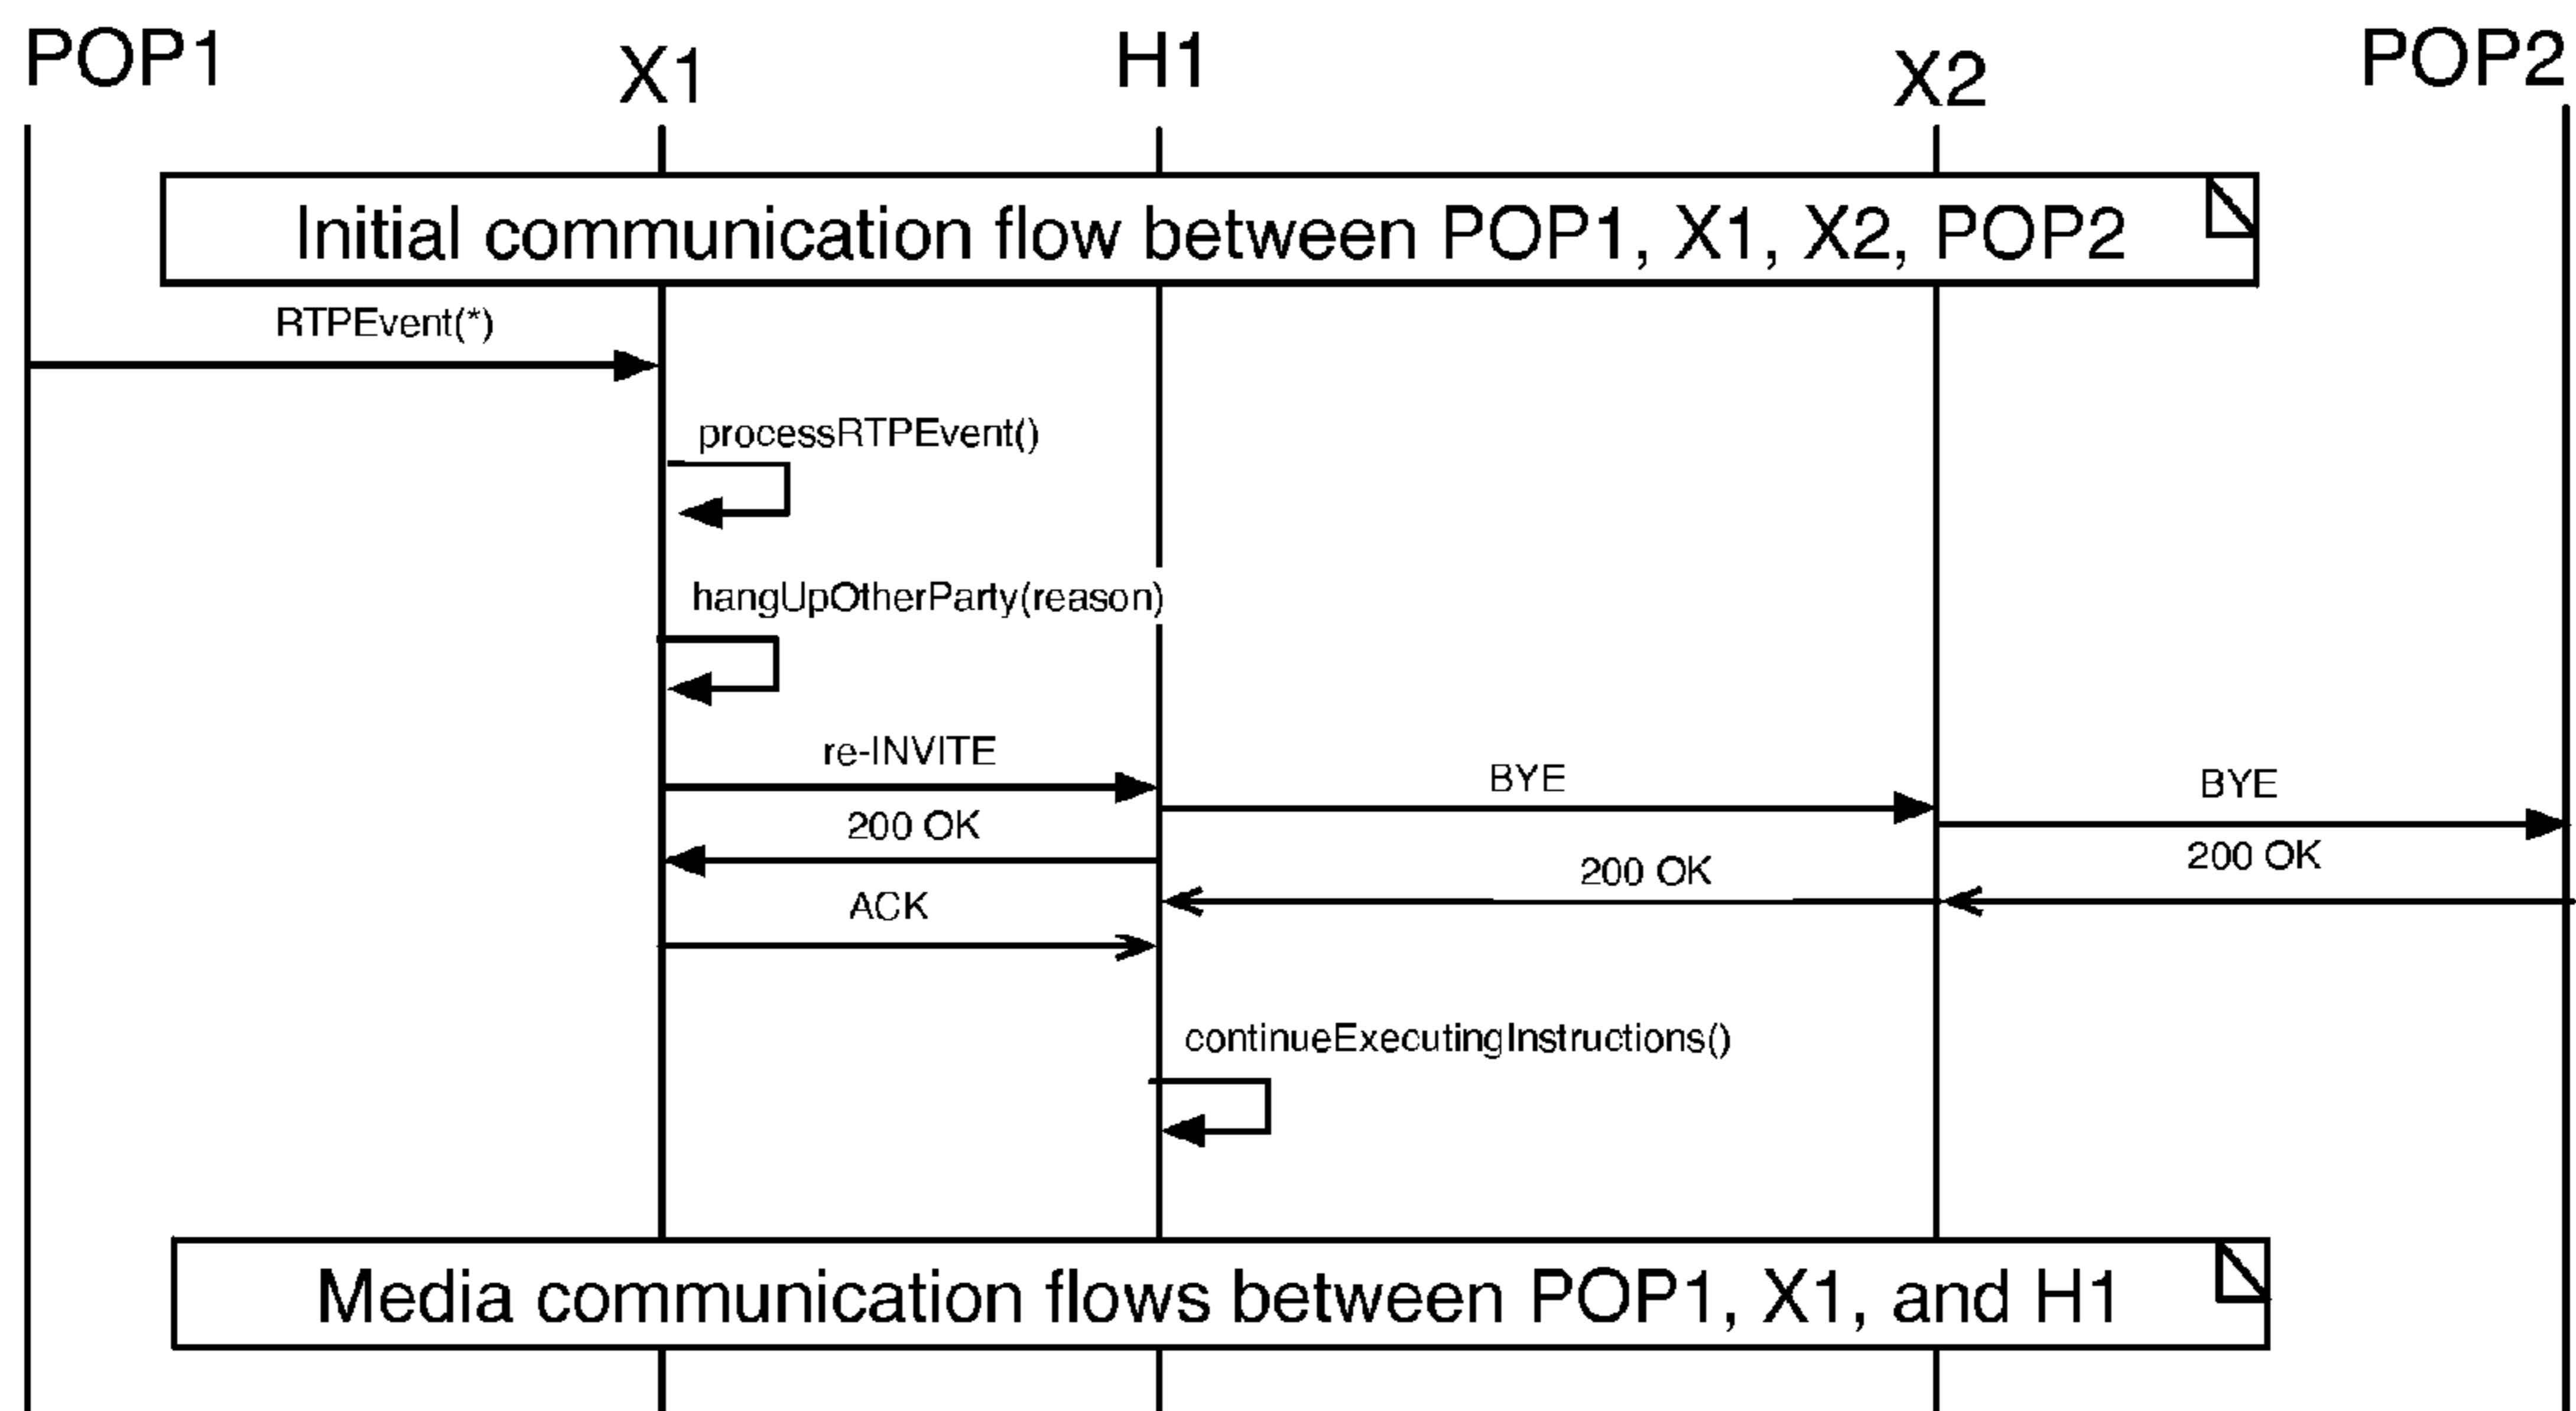 POP1
X1
H1
X2
POP2
Initial communication flow between POP1, X1, X2, POP2
RTPEvent(*)
processRTPEvent()
hangUpOtherParty(reason)
re-INVITE
BYE
BYE
200 OK
200 OK
200 OK
ACK
continueExecutingInstructions()
Media communication flows between POP1, X1, and H1